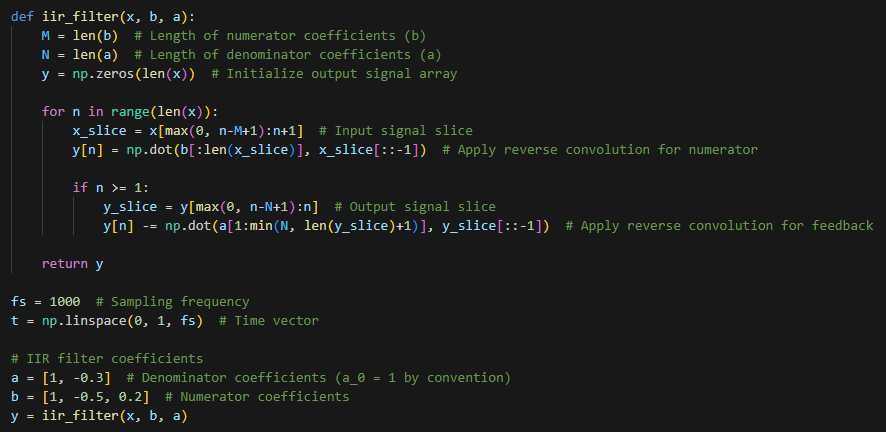 def iir_filter(x, b, a):
    M = len(b)  # Length of numerator coefficients (b)
    N = len(a)  # Length of denominator coefficients (a)
    y = np.zeros(len(x))  # Initialize output signal array

    for n in range(len(x)):
        x_slice = x[max(0, n-M+1):n+1]  # Input signal slice
        y[n] = np.dot(b[:len(x_slice)], x_slice[::-1])  # Apply reverse convolution for numerator

        if n >= 1:
            y_slice = y[max(0, n-N+1):n]  # Output signal slice
            y[n] -= np.dot(a[1:min(N, len(y_slice)+1)], y_slice[::-1])  # Apply reverse convolution for feedback

    return y

fs = 1000  # Sampling frequency
t = np.linspace(0, 1, fs)  # Time vector

# IIR filter coefficients
a = [1, -0.3]  # Denominator coefficients (a_0 = 1 by convention)
b = [1, -0.5, 0.2]  # Numerator coefficients
y = iir_filter(x, b, a)